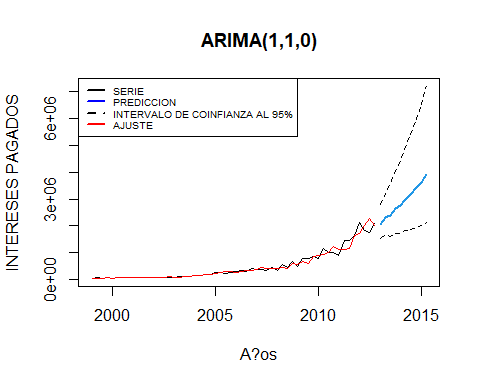 ARIMA(1,1,0)
SERIE
PREDICCION
INTERVALO DE COINFIANZA AL 95%
AJUSTE
INTERESES PAGADOS
6e+06
3e+06
0e+00
2000 2005 2010 2015
A?os